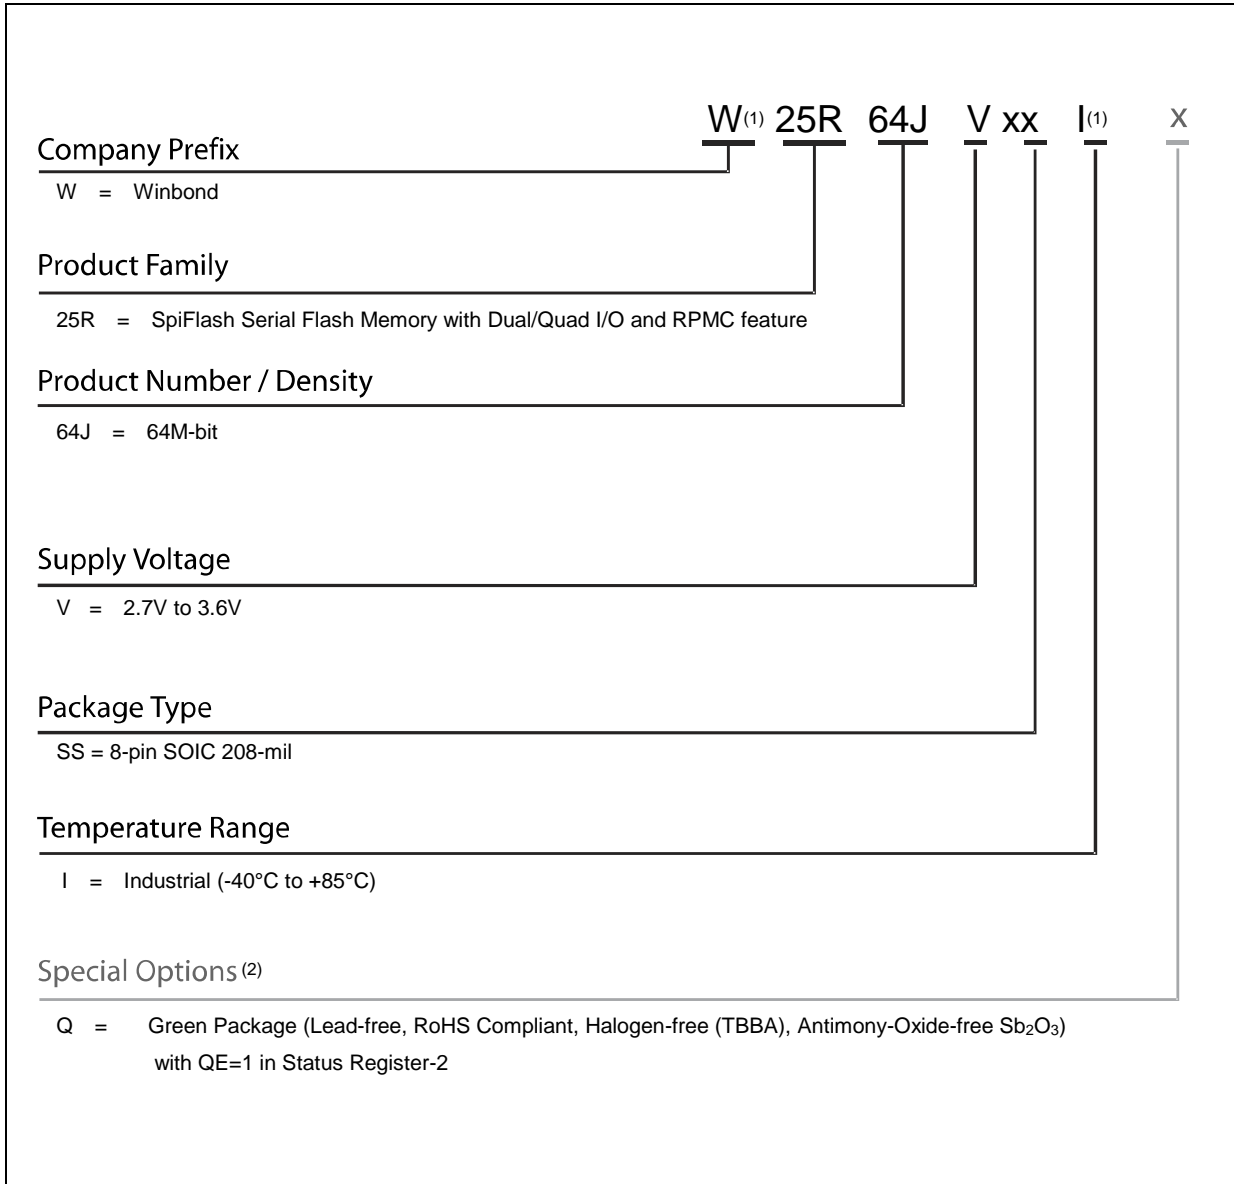 W(1) 25R 64J V xx I(1) x
Company Prefix
W = Winbond
Product Family
25R = SpiFlash Serial Flash Memory with Dual/Quad I/O and RPMC feature
Product Number / Density
64J = 64M-bit
Supply Voltage
V = 2.7V to 3.6V
Package Type
SS = 8-pin SOIC 208-mil
Temperature Range
I = Industrial (-40°C to +85°C)
Special Options (2)
Q = Green Package (Lead-free, RoHS Compliant, Halogen-free (TBBA), Antimony-Oxide-free Sb₂O₃)
with QE=1 in Status Register-2